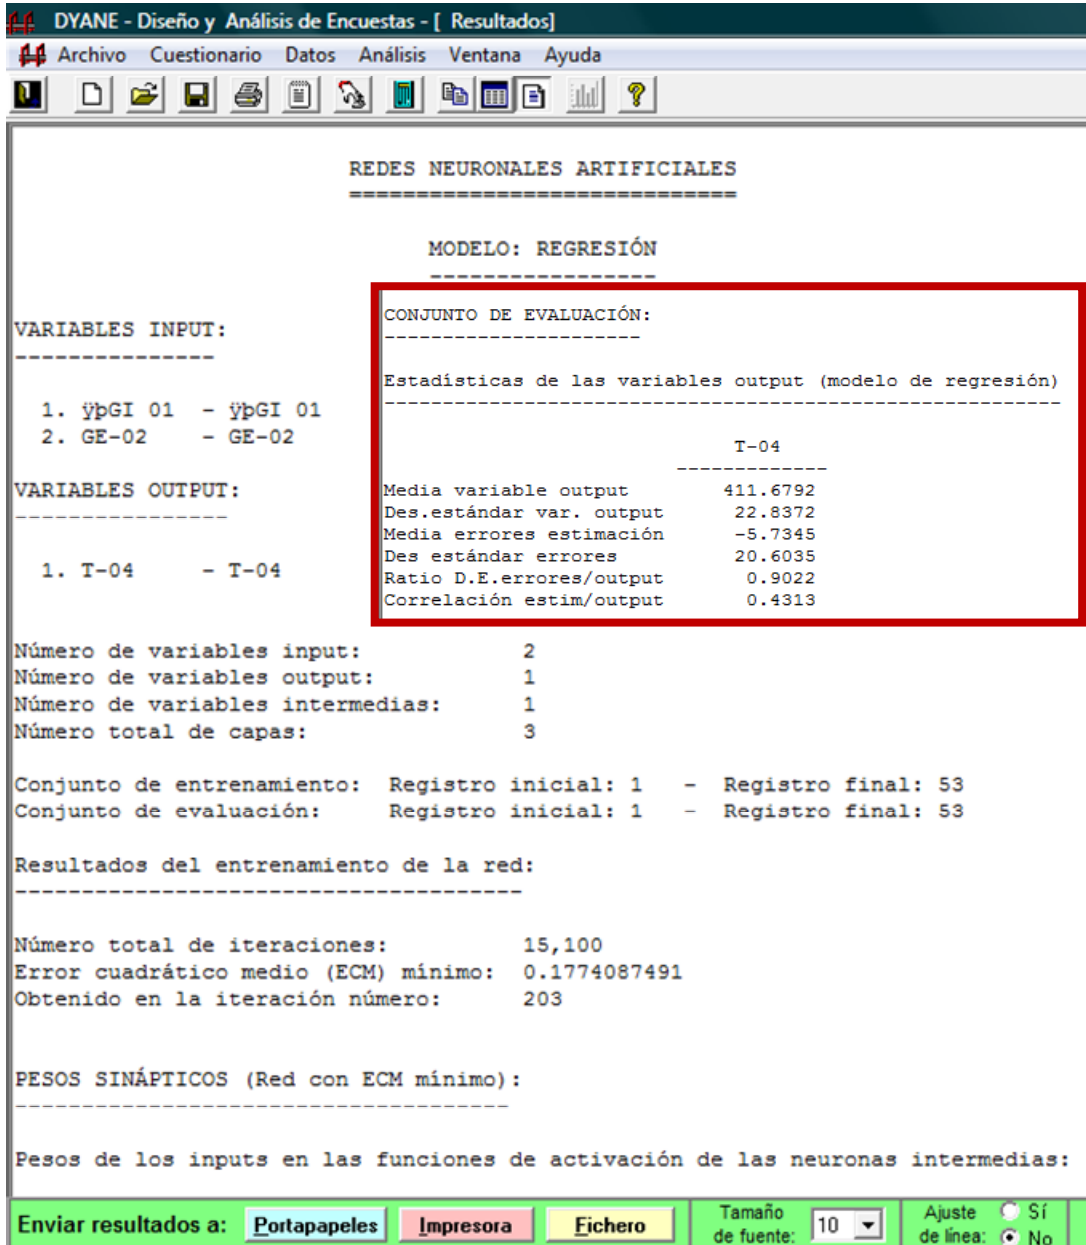 DYANE - Diseño y Análisis de Encuestas - [ Resultados]
Archivo Cuestionario Datos Análisis Ventana Ayuda
REDES NEURONALES ARTIFICIALES
=============================
MODELO: REGRESIÓN
-----------------
VARIABLES INPUT:
---------------
1. ÿþGI 01 - ÿþGI 01
2. GE-02 - GE-02
VARIABLES OUTPUT:
----------------
1. T-04 - T-04
CONJUNTO DE EVALUACIÓN:
----------------------
Estadísticas de las variables output (modelo de regresión)
----------------------------------------------------------
T-04
-------------
Media variable output 411.6792
Des.estándar var. output 22.8372
Media errores estimación -5.7345
Des estándar errores 20.6035
Ratio D.E.errores/output 0.9022
Correlación estim/output 0.4313
Número de variables input: 2
Número de variables output: 1
Número de variables intermedias: 1
Número total de capas: 3
Conjunto de entrenamiento: Registro inicial: 1 - Registro final: 53
Conjunto de evaluación: Registro inicial: 1 - Registro final: 53
Resultados del entrenamiento de la red:
--------------------------------------
Número total de iteraciones: 15,100
Error cuadrático medio (ECM) mínimo: 0.1774087491
Obtenido en la iteración número: 203
PESOS SINÁPTICOS (Red con ECM mínimo):
-------------------------------------
Pesos de los inputs en las funciones de activación de las neuronas intermedias:
Enviar resultados a: Portapapeles Impresora Fichero Tamaño de fuente: 10 Ajuste de línea: Sí No